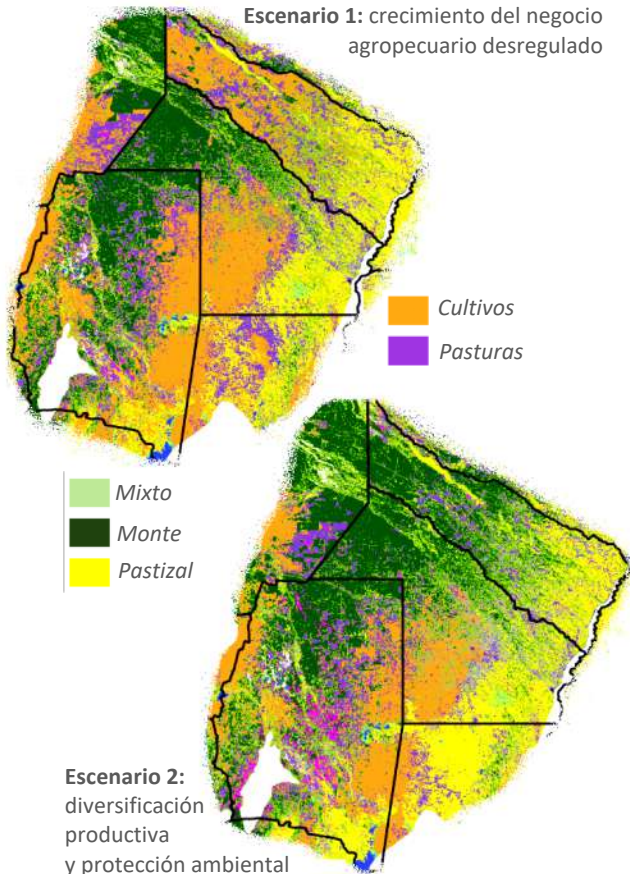 Escenario 1: crecimiento del negocio
agropecuario desregulado
Cultivos
Pasturas
Mixto
Monte
Pastizal
Escenario 2:
diversificación
productiva
y protección ambiental